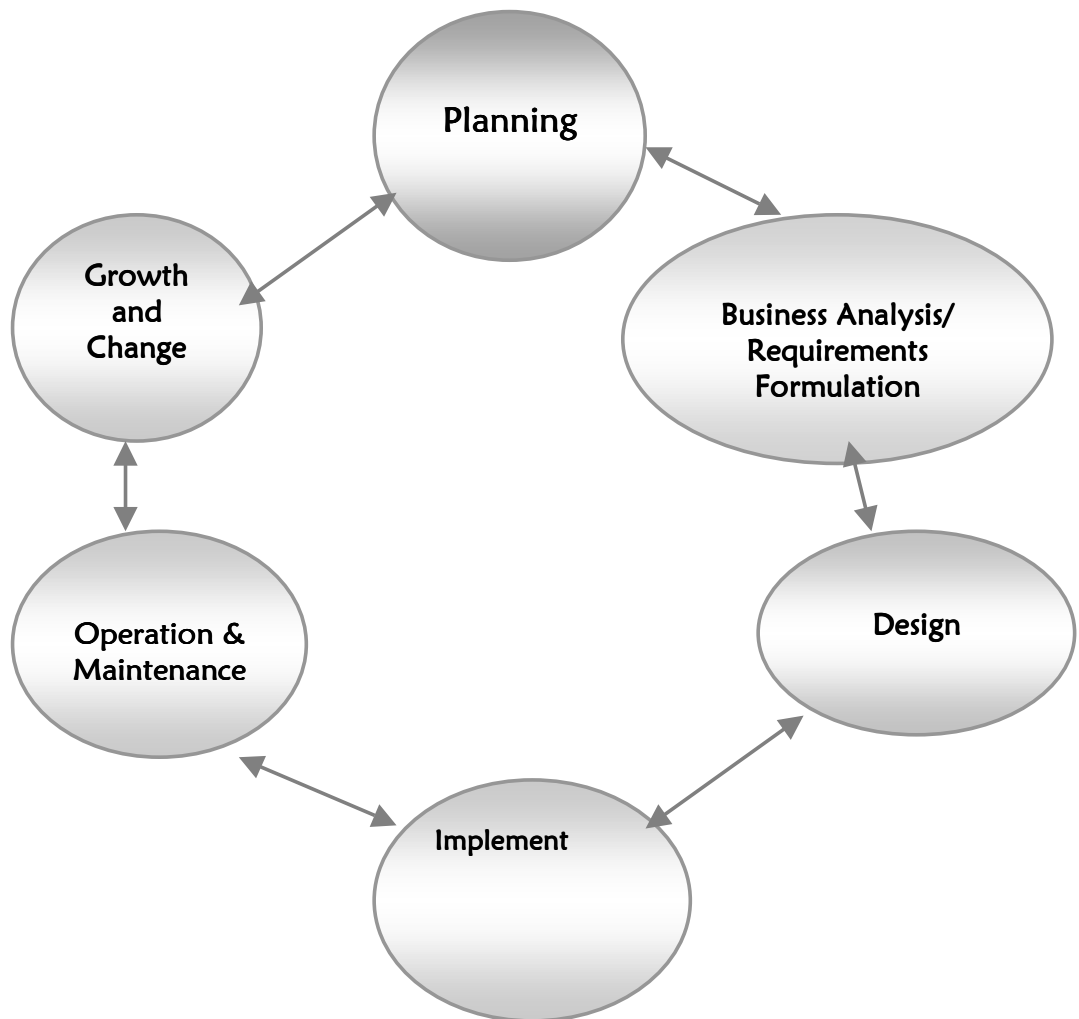 Planning
Growth
and
Change
Business Analysis/
Requirements
Formulation
Operation &
Maintenance
Design
Implement